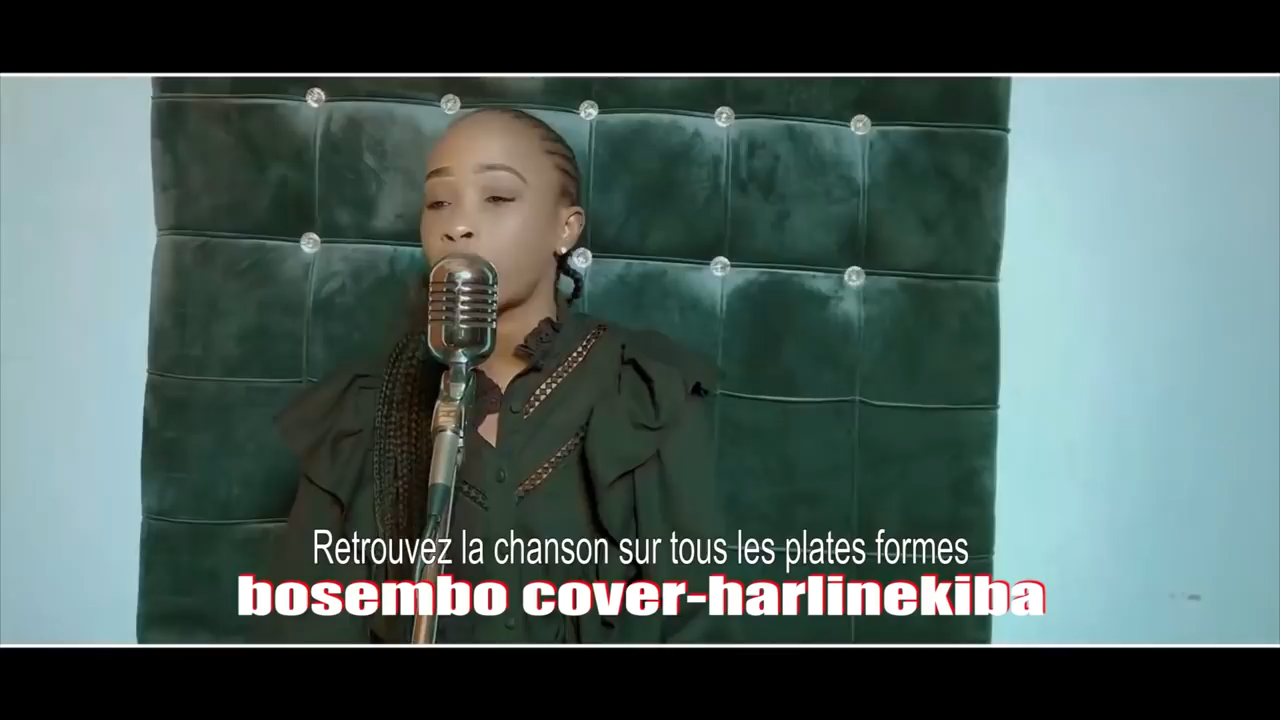 Retrouvez la chanson sur tous les plates formes
bosembo cover-harlinekiba